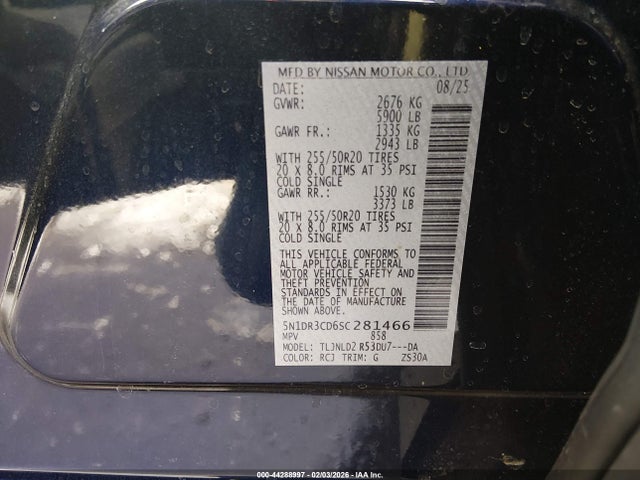 MFD BY NISSAN MOTOR CO., LTD.
DATE: 08/25
GVWR: 2676 KG
5900 LB
GAWR FR.: 1335 KG
2943 LB
WITH 255/50R20 TIRES
20 X 8.0 RIMS AT 35 PSI
COLD SINGLE
GAWR RR.: 1530 KG
3373 LB
WITH 255/50R20 TIRES
20 X 8.0 RIMS AT 35 PSI
COLD SINGLE
THIS VEHICLE CONFORMS TO
ALL APPLICABLE FEDERAL
MOTOR VEHICLE SAFETY AND
THEFT PREVENTION
STANDARDS IN EFFECT ON
THE DATE OF MANUFACTURE
SHOWN ABOVE.
5N1DR3CD6SC281466
MPV 858
MODEL: TLJNLD2 R53DU7---DA
COLOR: RCJ TRIM: G ZS30A
000-44288997 - 02/03/2026 - IAA Inc.